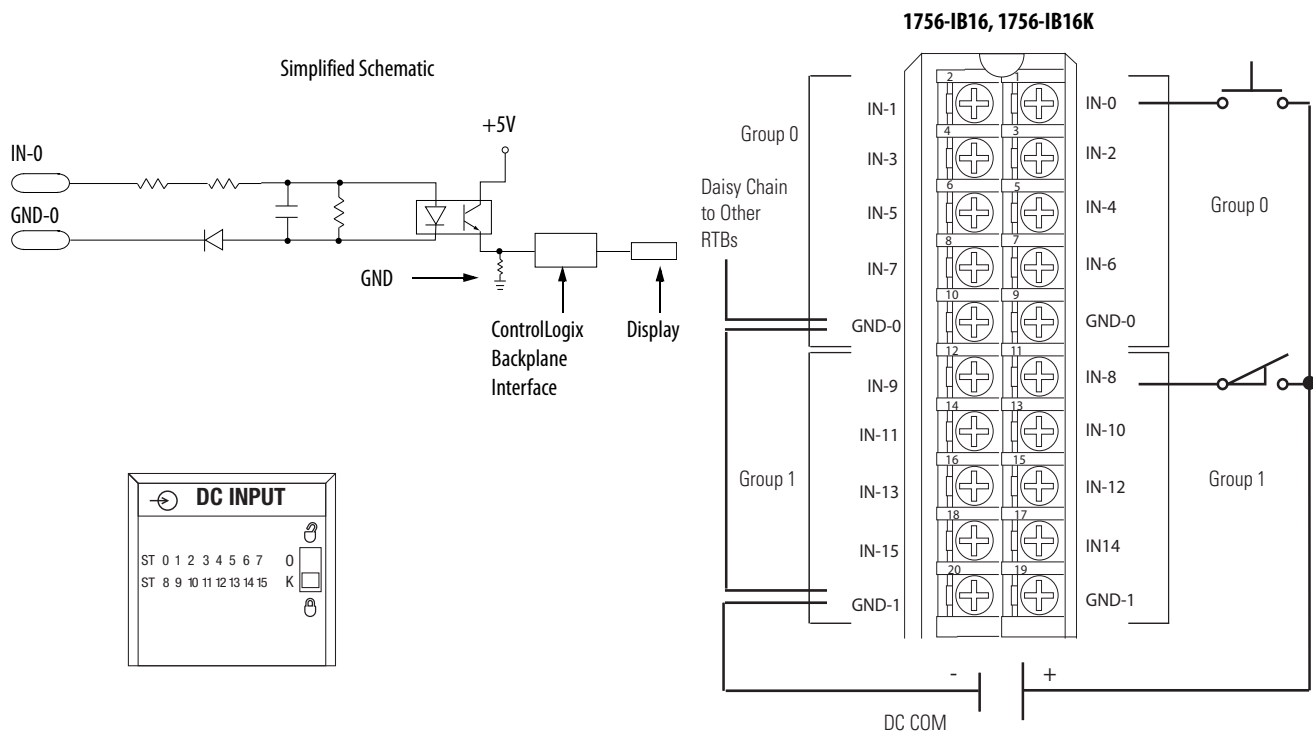 1756-IB16, 1756-IB16K
Simplified Schematic
+5V
IN-0
GND-0
GND
ControlLogix
Backplane
Interface
Display
DC INPUT
ST 0 1 2 3 4 5 6 7 O
ST 8 9 10 11 12 13 14 15 K
Group 0
Daisy Chain
to Other
RTBs
Group 1
2 1
IN-1 IN-0
4 3
IN-3 IN-2
6 5
IN-5 IN-4
8 7
IN-7 IN-6
10 9
GND-0 GND-0
12 11
IN-9 IN-8
14 13
IN-11 IN-10
16 15
IN-13 IN-12
18 17
IN-15 IN14
20 19
GND-1 GND-1
Group 0
Group 1
- +
DC COM